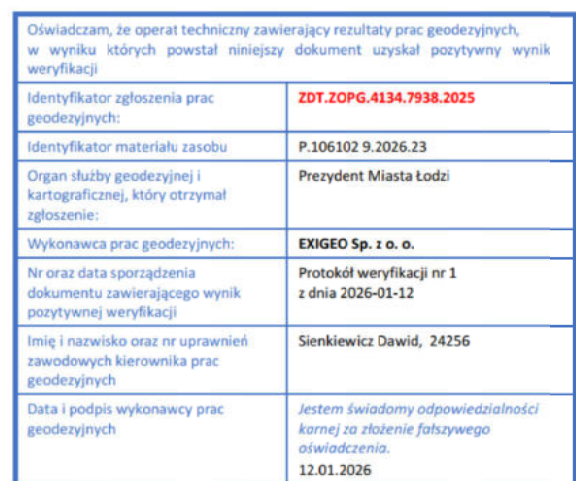 Oświadczam, że operat techniczny zawierający rezultaty prac geodezyjnych,
w wyniku których powstał niniejszy dokument uzyskał pozytywny wynik
weryfikacji
Identyfikator zgłoszenia prac
geodezyjnych:
ZDT.ZOPG.4134.7938.2025
Identyfikator materiału zasobu
P.106102 9.2026.23
Organ służby geodezyjnej i
kartograficznej, który otrzymał
zgłoszenie:
Prezydent Miasta Łodzi
Wykonawca prac geodezyjnych:
EXIGEO Sp. z o. o.
Nr oraz data sporządzenia
dokumentu zawierającego wynik
pozytywnej weryfikacji
Protokół weryfikacji nr 1
z dnia 2026-01-12
Imię i nazwisko oraz nr uprawnień
zawodowych kierownika prac
geodezyjnych
Sienkiewicz Dawid, 24256
Data i podpis wykonawcy prac
geodezyjnych
Jestem świadomy odpowiedzialności
karnej za złożenie fałszywego
oświadczenia.
12.01.2026